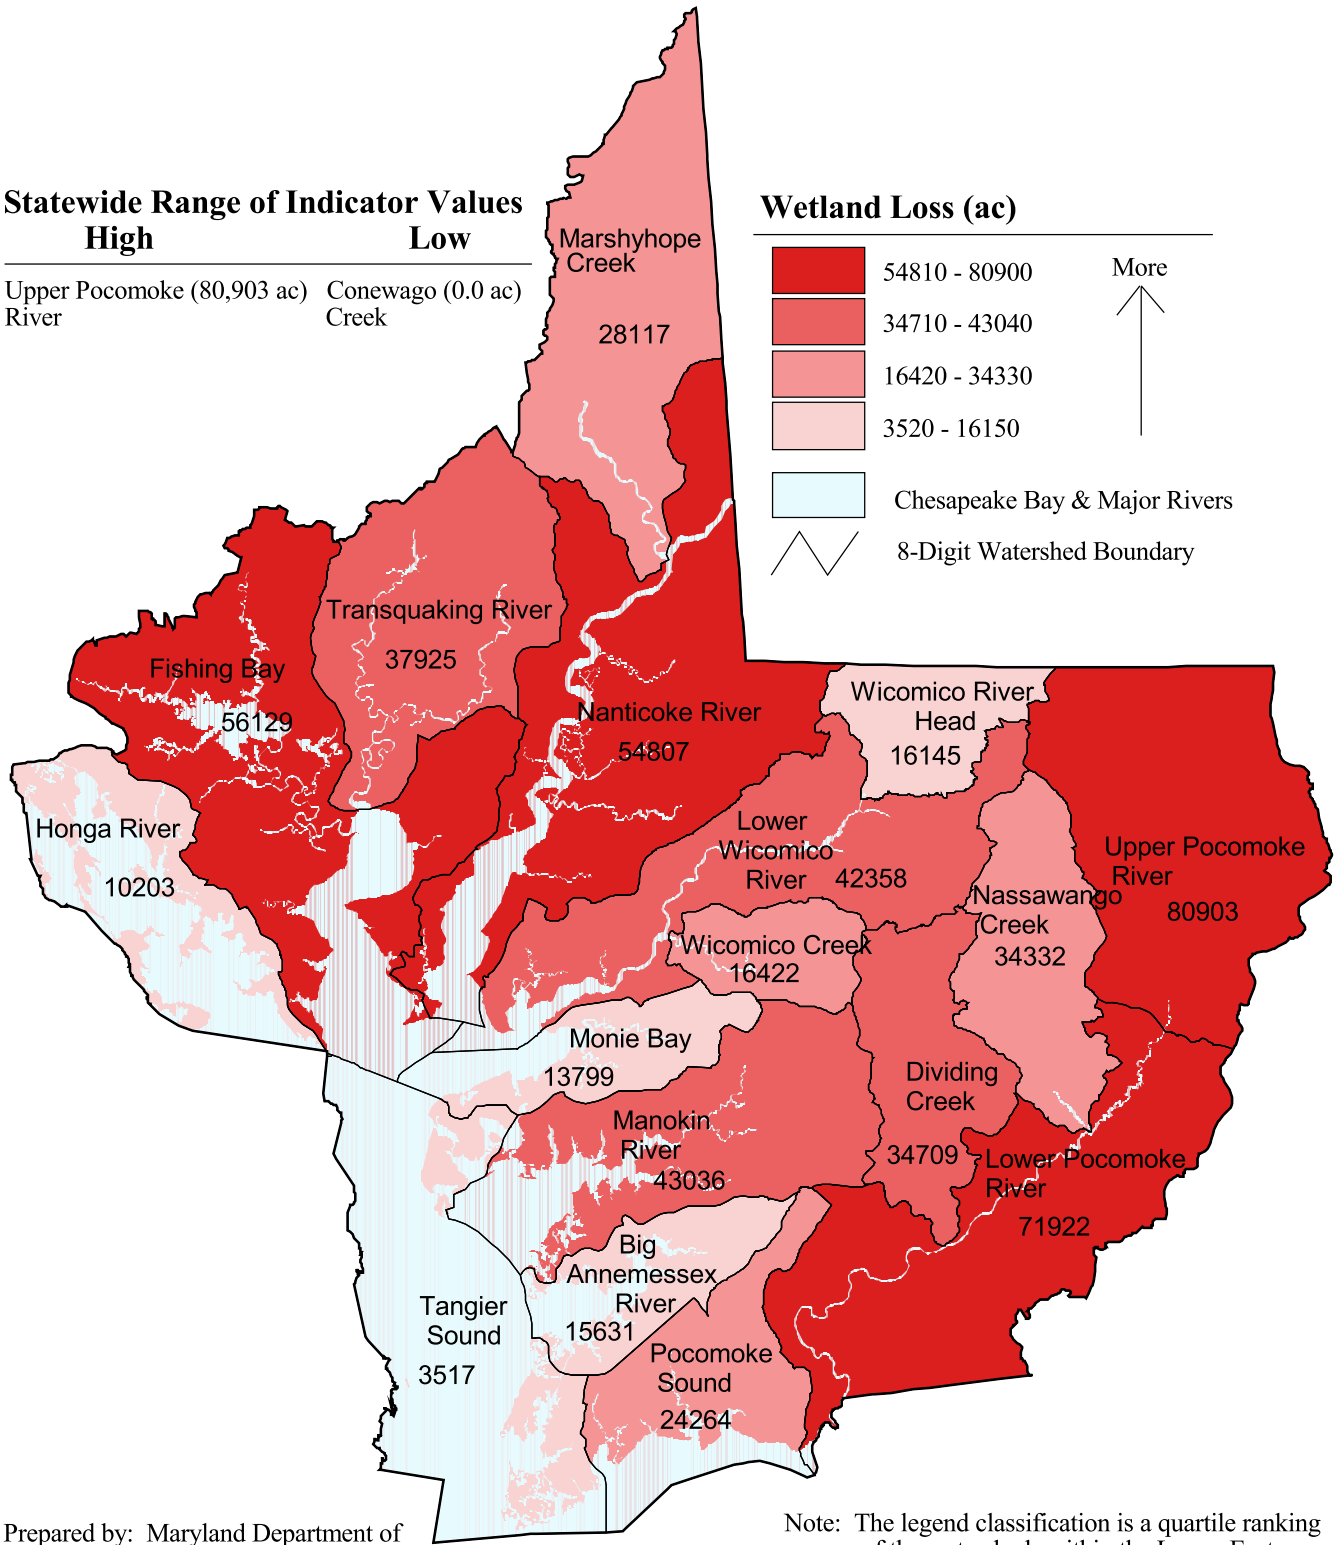 Statewide Range of Indicator Values
High Low
Upper Pocomoke (80,903 ac) Conewago (0.0 ac)
River Creek
Wetland Loss (ac)
54810 - 80900
34710 - 43040
16420 - 34330
3520 - 16150
More
Chesapeake Bay & Major Rivers
8-Digit Watershed Boundary
Marshyhope
Creek
28117
Transquaking River
37925
Fishing Bay
56129
Nanticoke River
54807
Wicomico River
Head
16145
Honga River
10203
Lower
Wicomico
River 42358
Upper Pocomoke
River
80903
Nassawango
Creek
34332
Wicomico Creek
16422
Monie Bay
13799
Dividing
Creek
34709
Manokin
River
43036
Lower Pocomoke
River
71922
Big
Annemessex
River
15631
Tangier
Sound
3517
Pocomoke
Sound
24264
Prepared by: Maryland Department of
Note: The legend classification is a quartile ranking